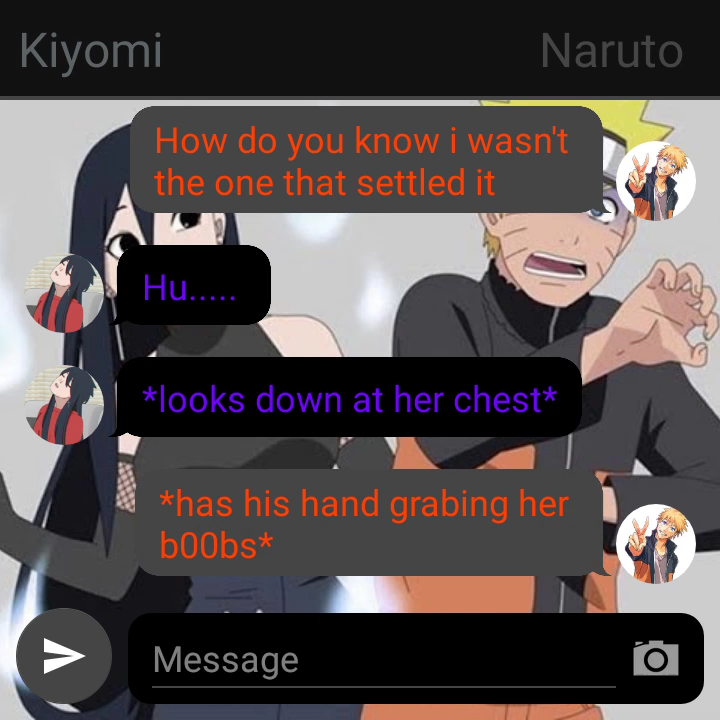 Kiyomi
Naruto
How do you know i wasn't
the one that settled it
Hu.....
*looks down at her chest*
*has his hand grabing her
b00bs*
Message